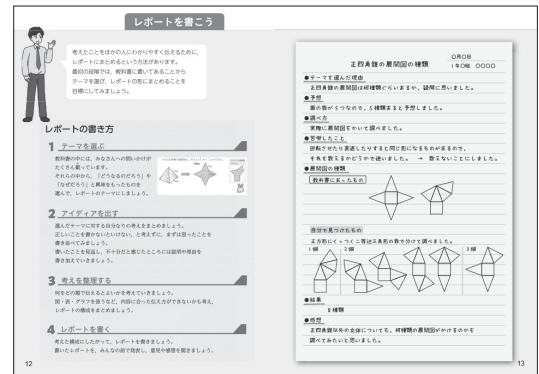 レポートを書こう
考えたことをほかの人にわかりやすく伝えるために、
レポートにまとめるという方法があります。
最初の段階では、教科書に書いてあることから
テーマを選び、レポートの形にまとめることを
目標にしてみましょう。
レポートの書き方
1 テーマを選ぶ
教科書の中には、みなさんへの問いかけが
たくさん載っています。
それらの中から、「どうなるのだろう」や
「なぜだろう」と興味をもったものを
選んで、レポートのテーマにしましょう。
2 アイディアを出す
選んだテーマに対する自分なりの考えをまとめましょう。
正しいことを書かないといけない、と考えずに、まずは思ったことを
書き並べてみましょう。
書いたことを見返し、不十分だと感じたところには説明や理由を
書き加えていきましょう。
3 考えを整理する
何をどの順で伝えるとよいかを考えていきましょう。
図・表・グラフを使うなど、内容に合った伝え方ができないかも考え、
レポートの構成をまとめましょう。
4 レポートを書く
考えた構成にしたがって、レポートを書きましょう。
書いたレポートを、みんなの前で発表し、意見や感想を聞きましょう。
12
正四角錐の展開図の種類
○月○日
1年○組 ○○○○
●テーマを選んだ理由
正四角錐の展開図は何種類ぐらいあるか、疑問に思いました。
●予想
面の数が5つなので、5種類あると予想しました。
●調べ方
実際に展開図をかいて調べました。
●苦労したこと
回転させたり裏返したりすると同じ形になるものがあるので、
それを数えるかどうかで迷いました。 → 数えないことにしました。
●展開図の種類
教科書にあったもの
自分で見つけたもの
正方形にくっつく二等辺三角形の数で分けて調べました。
1個
2個
3個
●結果
8種類
●感想
正四角錐以外の立体についても、何種類の展開図がかけるのかを
調べてみたいと思いました。
13